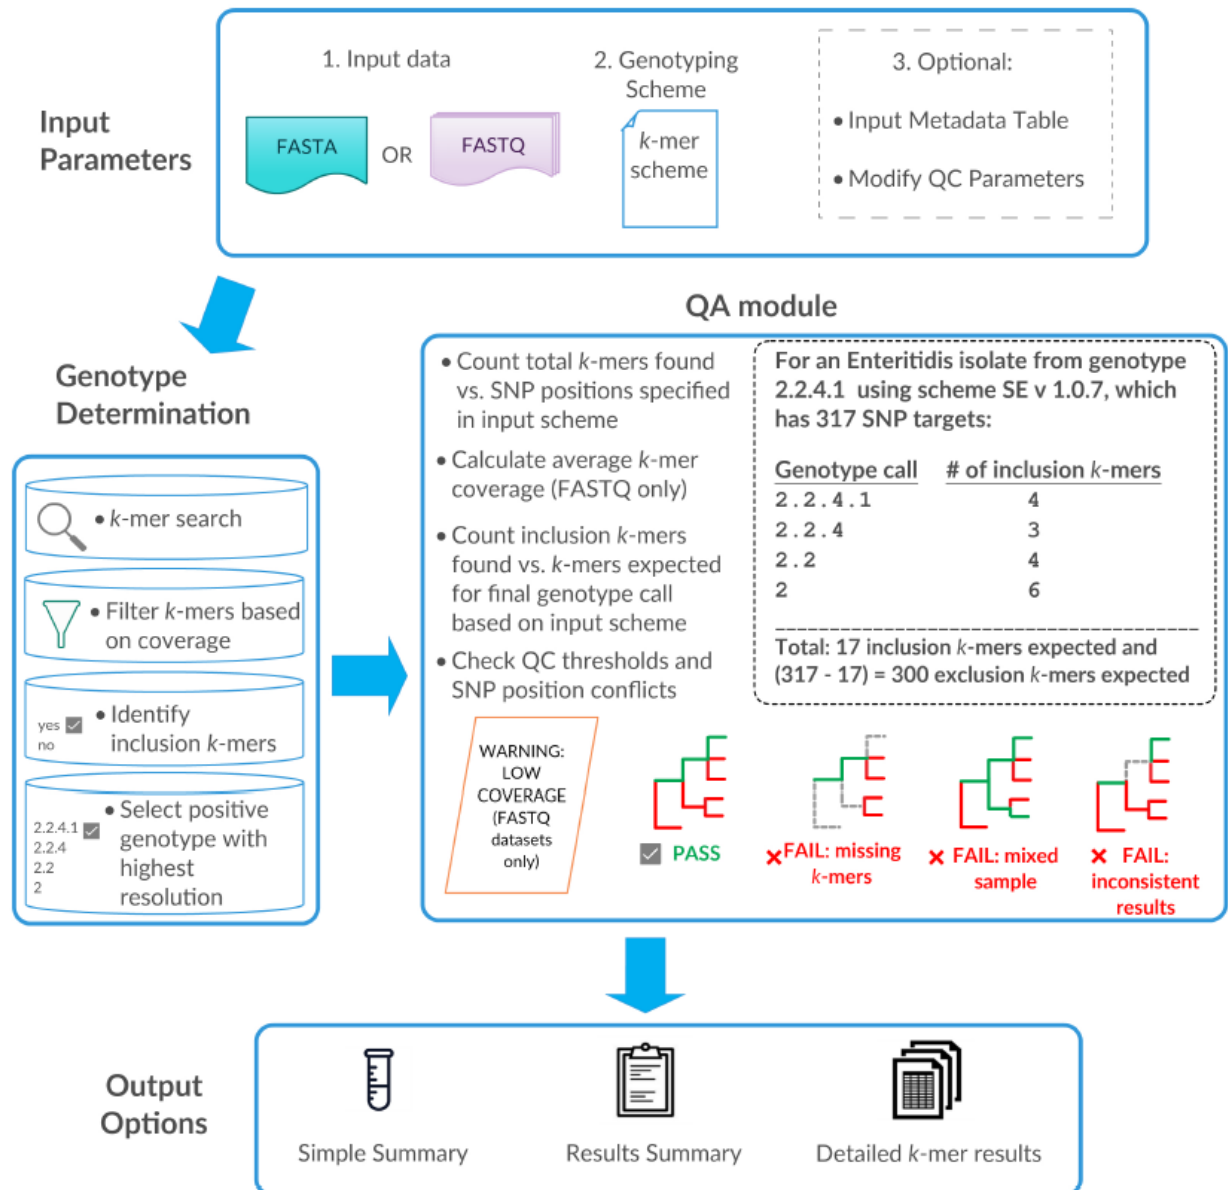 Input
Parameters
1. Input data
FASTA
OR
FASTQ
2. Genotyping
Scheme
k-mer
scheme
3. Optional:
• Input Metadata Table
• Modify QC Parameters
Genotype
Determination
• k-mer search
• Filter k-mers based
on coverage
yes
no
• Identify
inclusion k-mers
2.2.4.1
2.2.4
2.2
2
• Select positive
genotype with
highest
resolution
QA module
• Count total k-mers found
vs. SNP positions specified
in input scheme
• Calculate average k-mer
coverage (FASTQ only)
• Count inclusion k-mers
found vs. k-mers expected
for final genotype call
based on input scheme
• Check QC thresholds and
SNP position conflicts
For an Enteritidis isolate from genotype
2.2.4.1 using scheme SE v 1.0.7, which
has 317 SNP targets:
Genotype call # of inclusion k-mers
2.2.4.1 4
2.2.4 3
2.2 4
2 6
Total: 17 inclusion k-mers expected and
(317 - 17) = 300 exclusion k-mers expected
WARNING:
LOW
COVERAGE
(FASTQ
datasets
only)
PASS
FAIL: missing
k-mers
FAIL: mixed
sample
FAIL:
inconsistent
results
Output
Options
Simple Summary
Results Summary
Detailed k-mer results